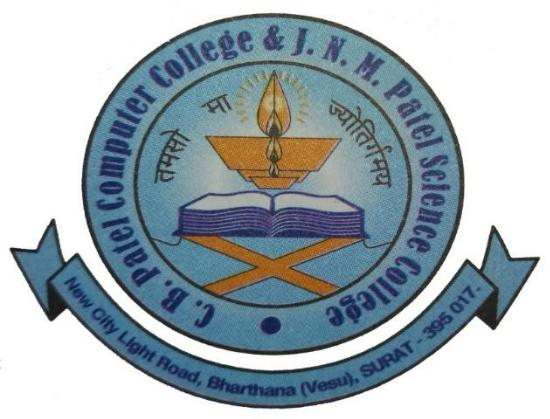 C. B. Patel Computer College & J. N. M. Patel Science College
तमसो मा ज्योतिर्गमय
New City Light Road, Bharthana (Vesu), SURAT - 395 017.